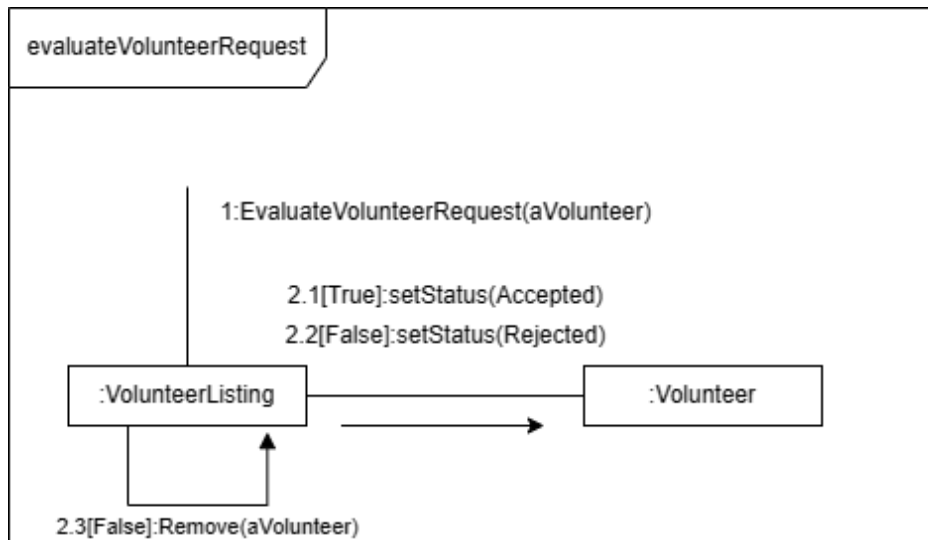 evaluateVolunteerRequest
1:EvaluateVolunteerRequest(aVolunteer)
2.1[True]:setStatus(Accepted)
2.2[False]:setStatus(Rejected)
:VolunteerListing
:Volunteer
2.3[False]:Remove(aVolunteer)